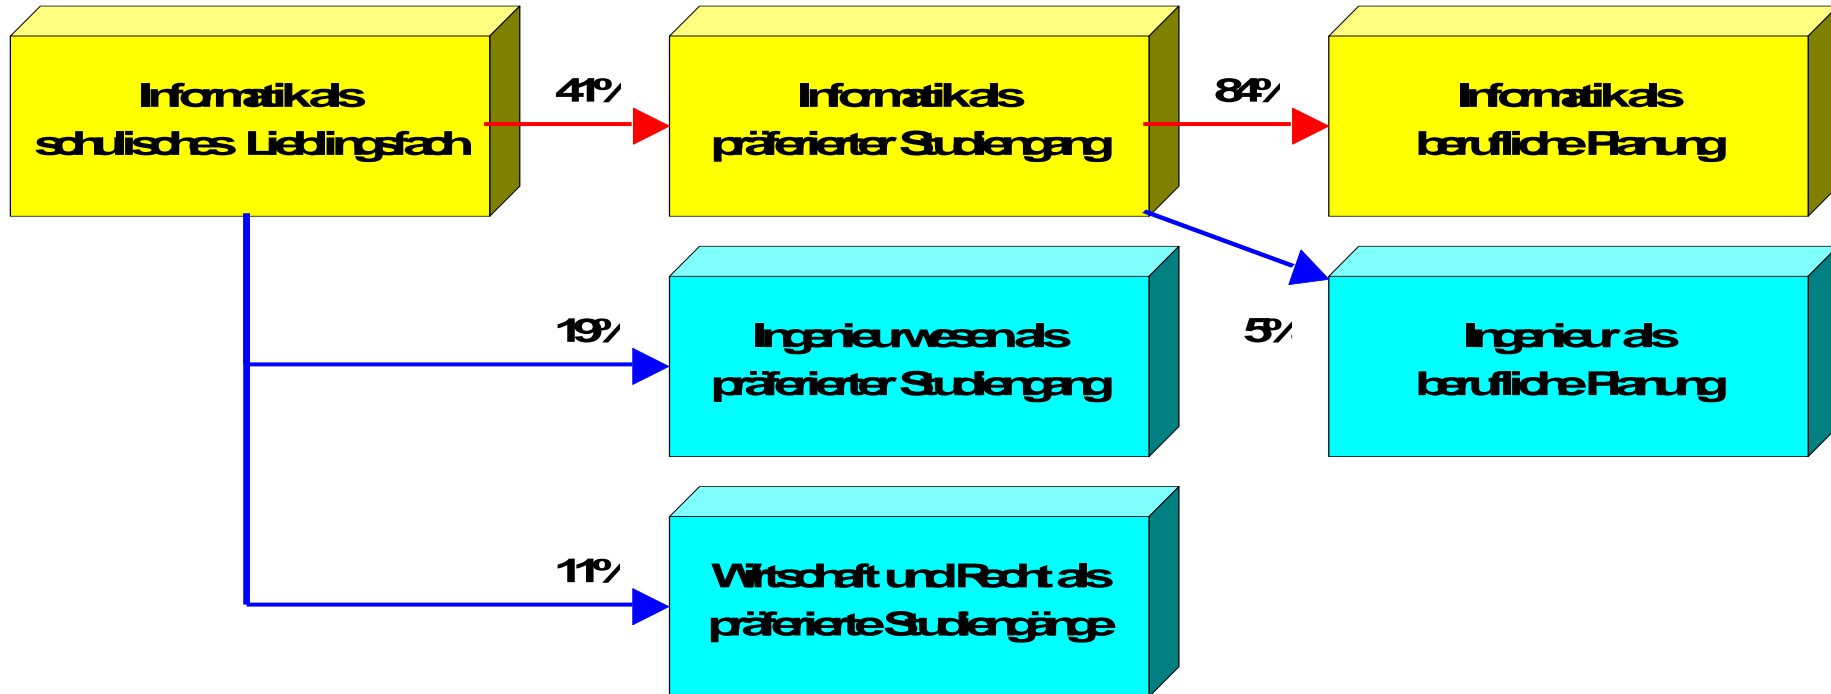 Informatik als
schulisches Lieblingsfach
41%
Informatik als
präferierter Studiengang
84%
Informatik als
berufliche Planung
19%
Ingenieurwesen als
präferierter Studiengang
5%
Ingenieur als
berufliche Planung
11%
Wirtschaft und Recht als
präferierte Studiengänge